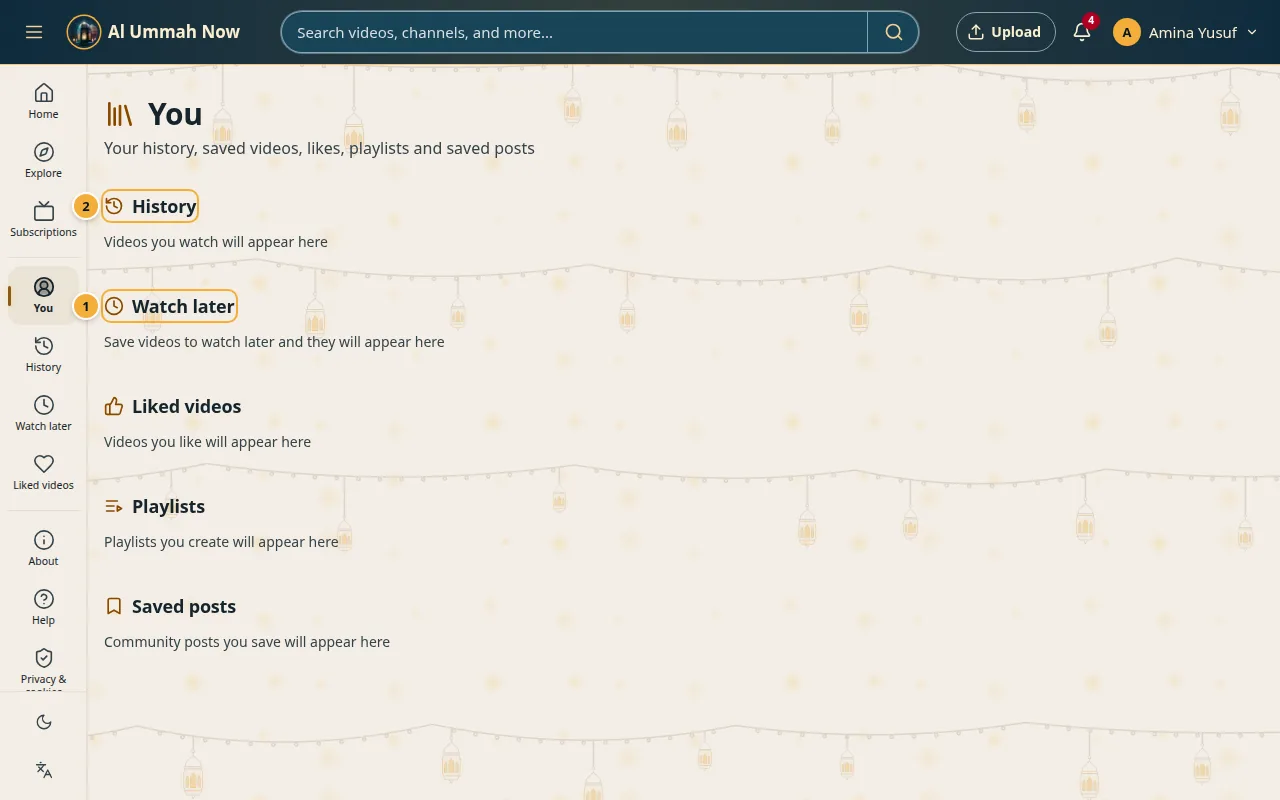 Al Ummah Now
Search videos, channels, and more...
Upload
4
A
Amina Yusuf
Home
Explore
Subscriptions
You
History
Watch later
Liked videos
About
Help
Privacy &
cookies
You
Your history, saved videos, likes, playlists and saved posts
2
History
Videos you watch will appear here
1
Watch later
Save videos to watch later and they will appear here
Liked videos
Videos you like will appear here
Playlists
Playlists you create will appear here
Saved posts
Community posts you save will appear here